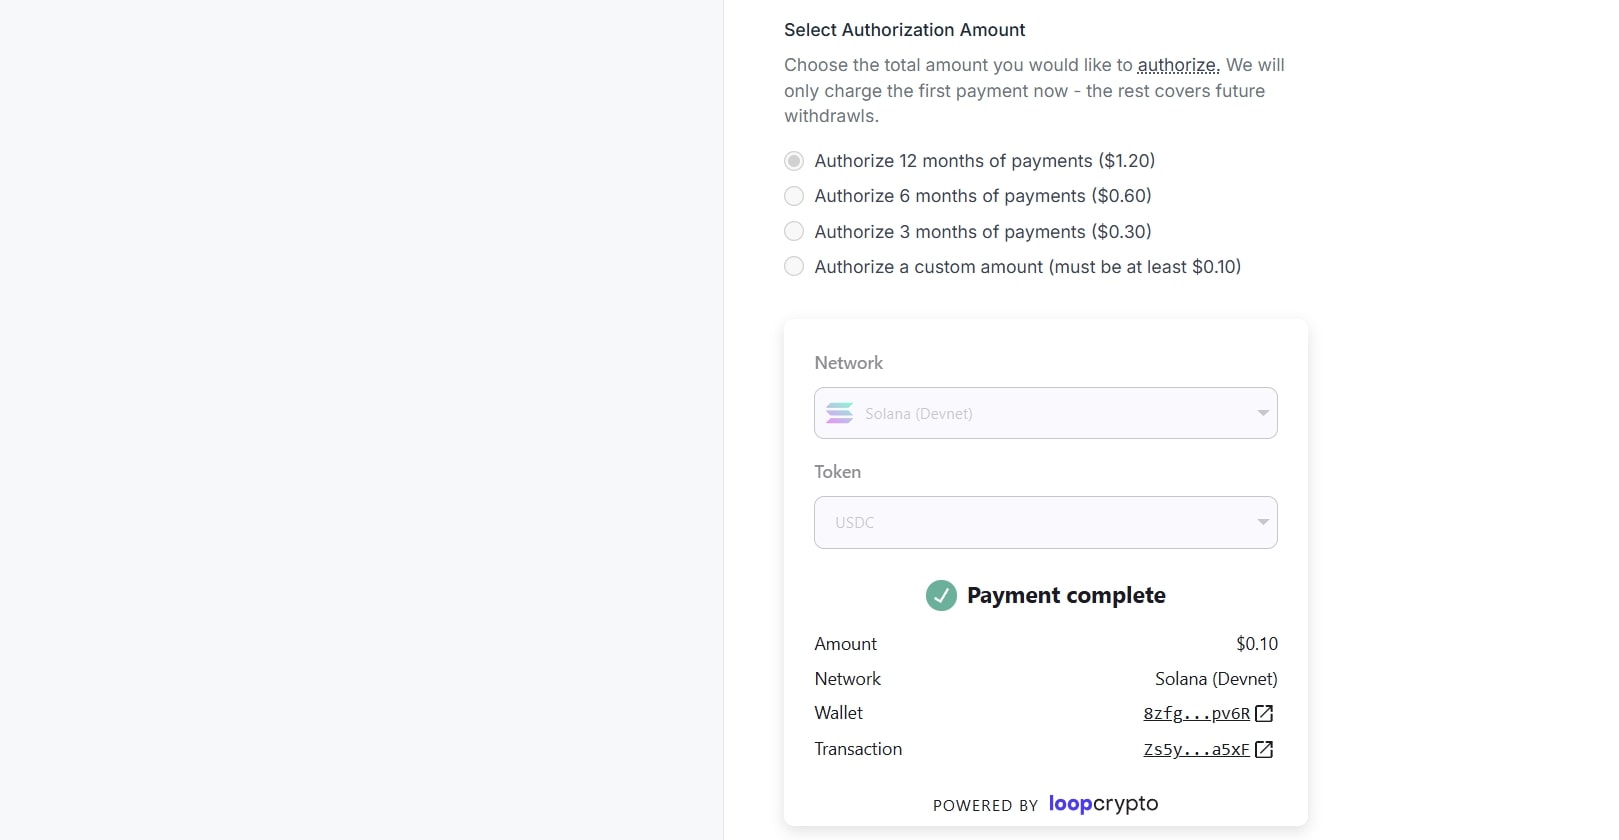 Select Authorization Amount
Choose the total amount you would like to authorize. We will
only charge the first payment now - the rest covers future
withdrawls.
Authorize 12 months of payments ($1.20)
Authorize 6 months of payments ($0.60)
Authorize 3 months of payments ($0.30)
Authorize a custom amount (must be at least $0.10)
Network
Solana (Devnet)
Token
USDC
Payment complete
Amount $0.10
Network Solana (Devnet)
Wallet 8zfg...pv6R
Transaction Zs5y...a5xF
POWERED BY loopcrypto